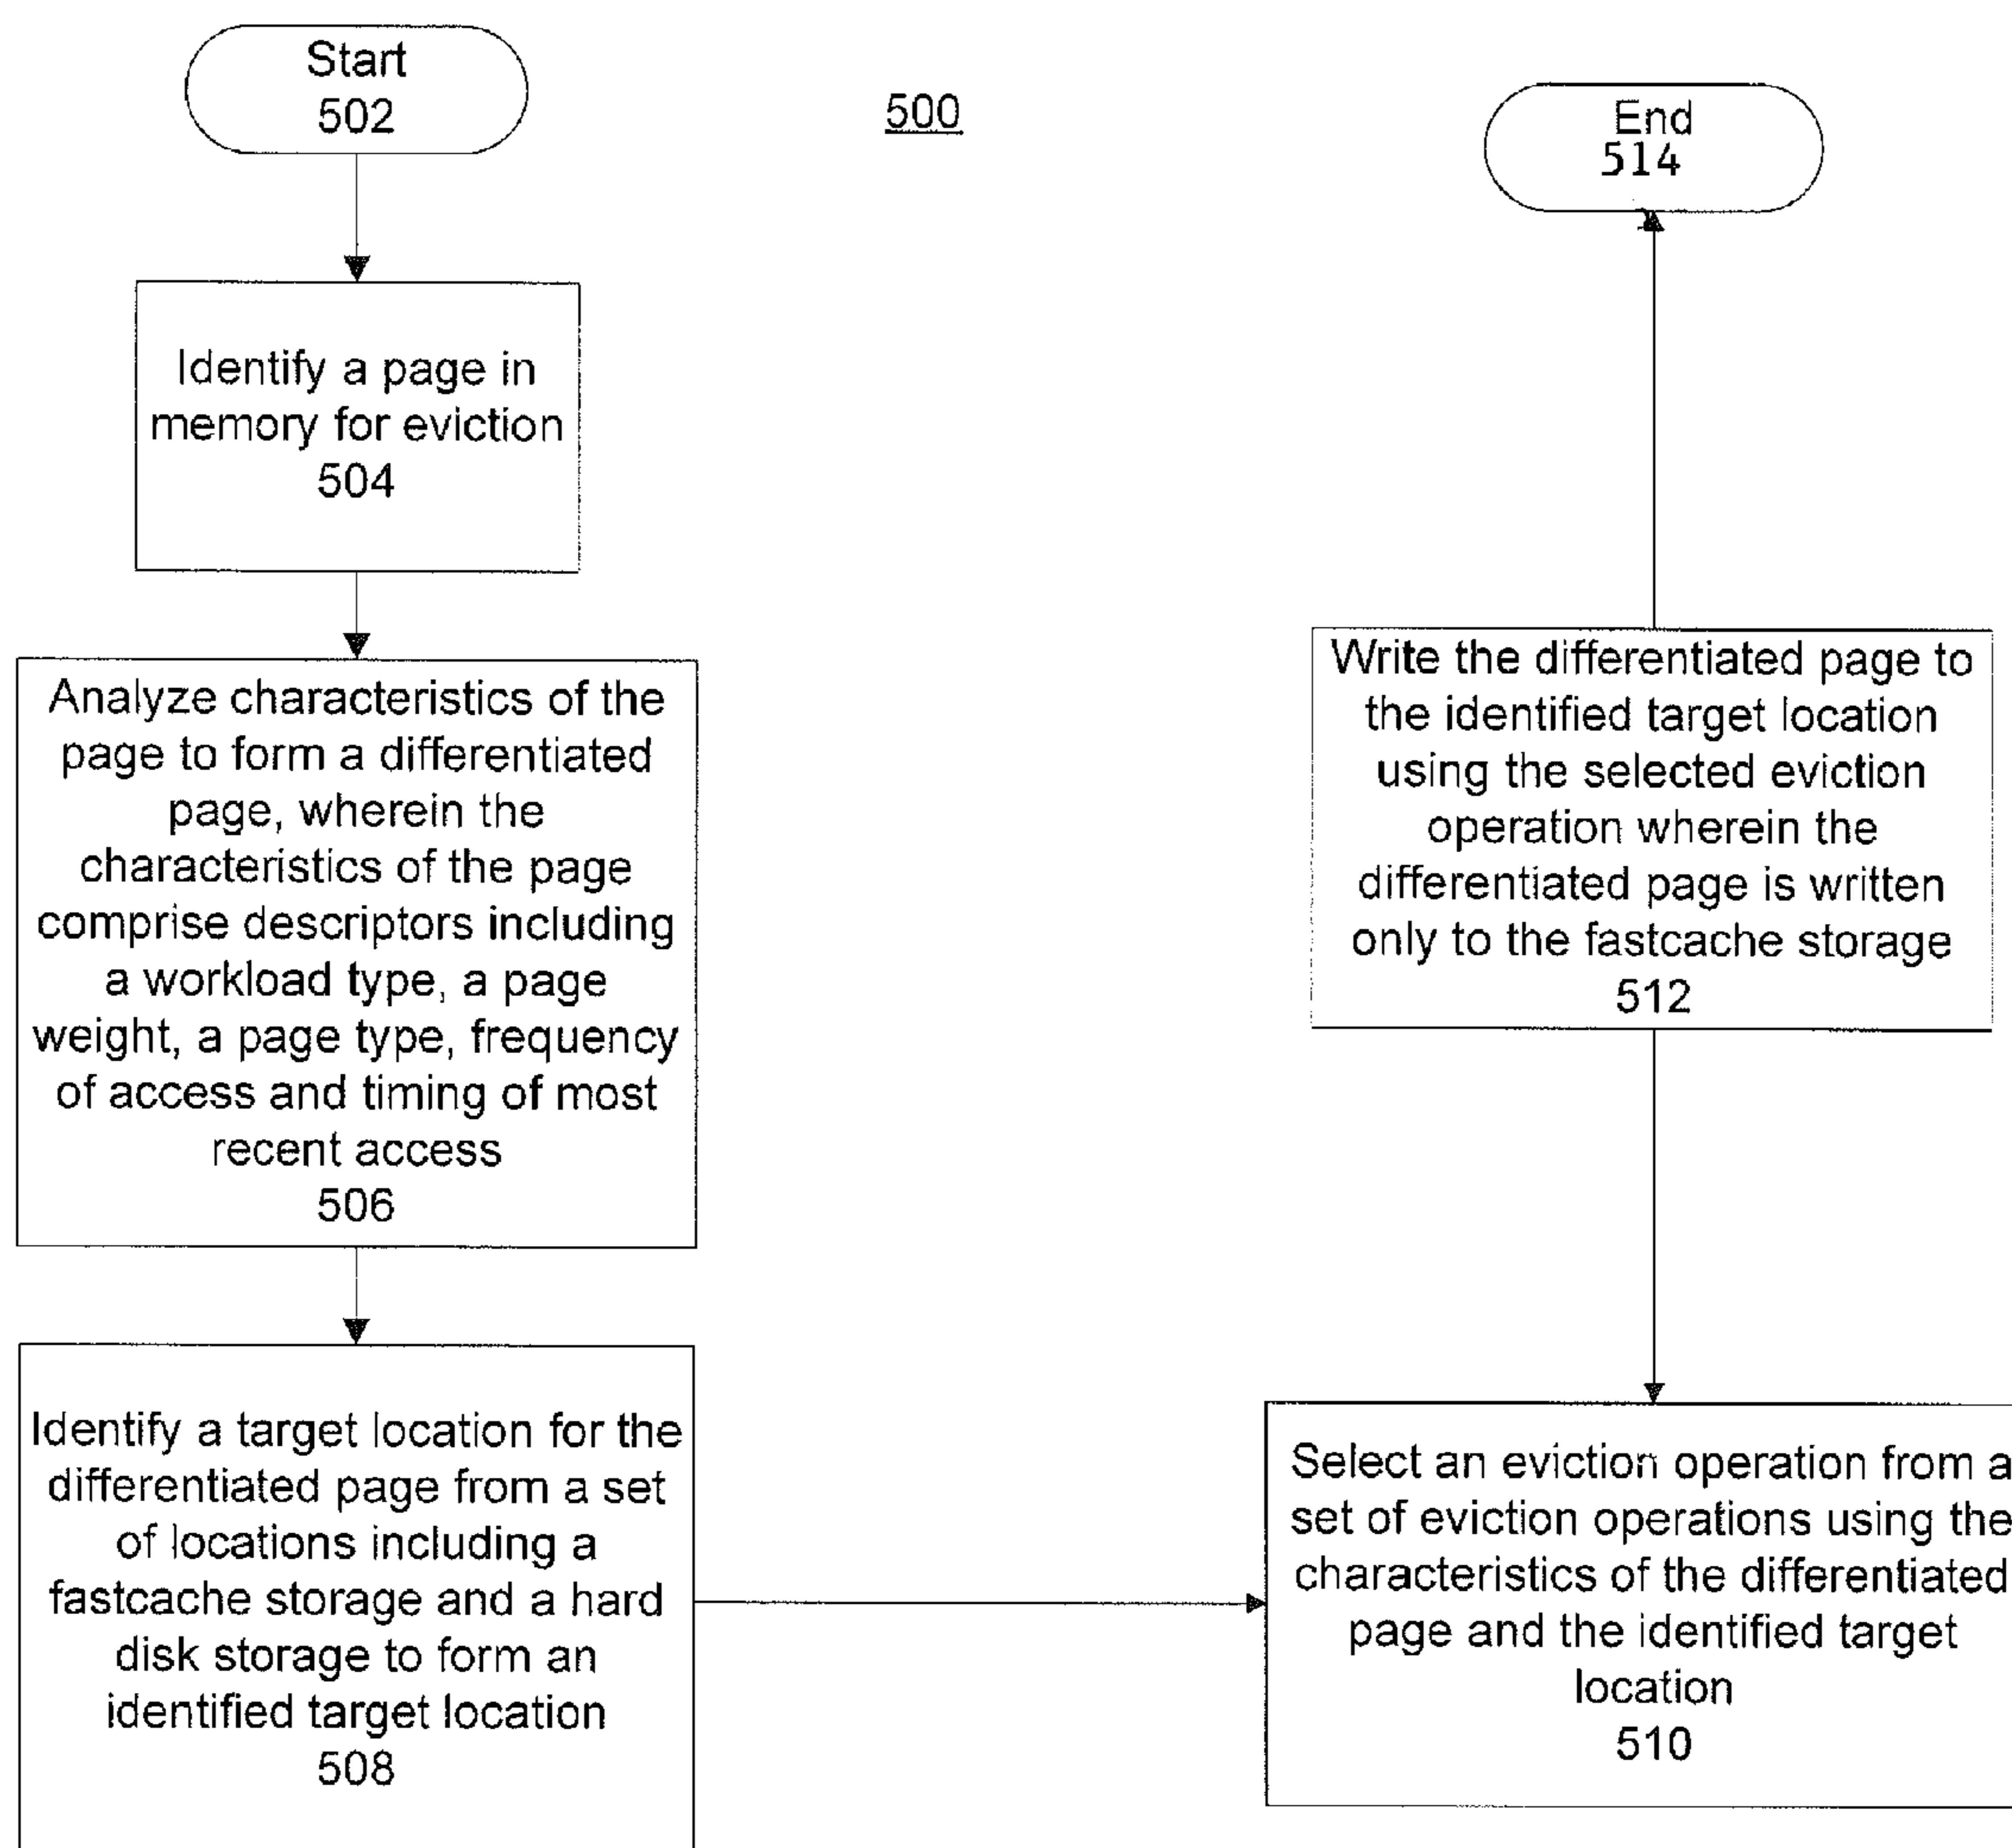 Start
502
500
End
514
Identify a page in
memory for eviction
504
Analyze characteristics of the
page to form a differentiated
page, wherein the
characteristics of the page
comprise descriptors including
a workload type, a page
weight, a page type, frequency
of access and timing of most
recent access
506
Write the differentiated page to
the identified target location
using the selected eviction
operation wherein the
differentiated page is written
only to the fastcache storage
512
Identify a target location for the
differentiated page from a set
of locations including a
fastcache storage and a hard
disk storage to form an
identified target location
508
Select an eviction operation from a
set of eviction operations using the
characteristics of the differentiated
page and the identified target
location
510